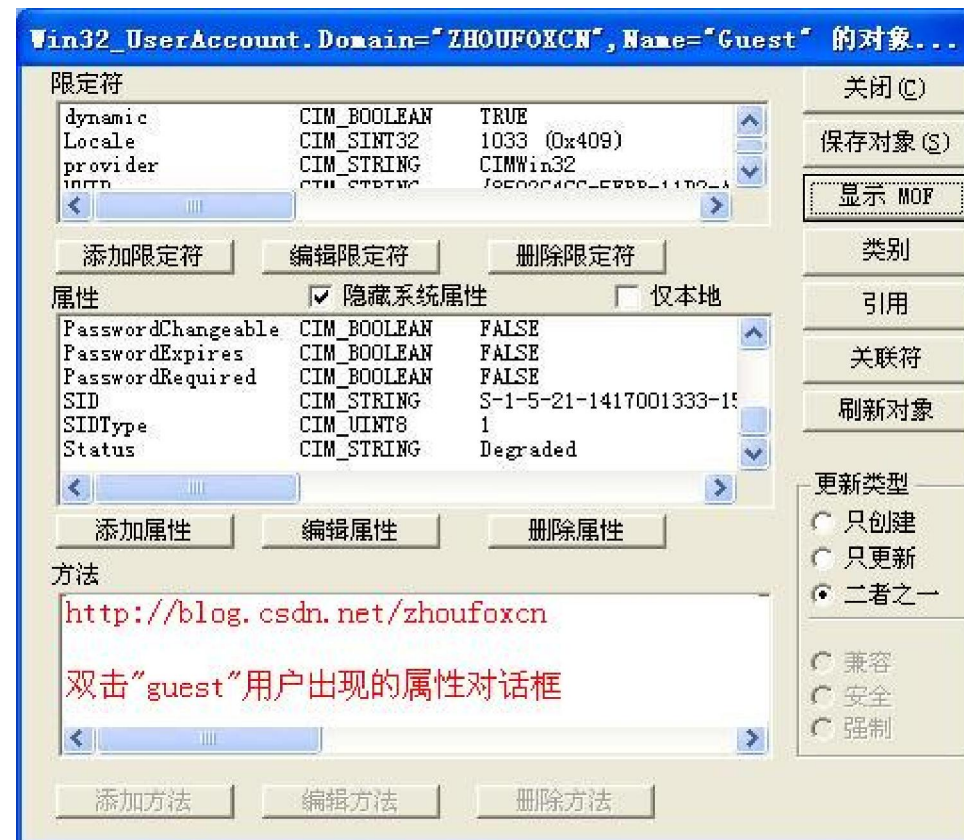 Win32_UserAccount.Domain="ZHOUFOXCN",Name="Guest" 的对象...
限定符
dynamic CIM_BOOLEAN TRUE
Locale CIM_SINT32 1033 (0x409)
provider CIM_STRING CIMWin32
UUID CIM_STRING
添加限定符 编辑限定符 删除限定符
属性 隐藏系统属性 仅本地
PasswordChangeable CIM_BOOLEAN FALSE
PasswordExpires CIM_BOOLEAN FALSE
PasswordRequired CIM_BOOLEAN FALSE
SID CIM_STRING S-1-5-21-1417001333-15
SIDType CIM_UINT8 1
Status CIM_STRING Degraded
添加属性 编辑属性 删除属性
方法
http://blog.csdn.net/zhoufoxcn
双击"guest"用户出现的属性对话框
添加方法 编辑方法 删除方法
关闭(C)
保存对象(S)
显示 MOF
类别
引用
关联符
刷新对象
更新类型
只创建
只更新
二者之一
兼容
安全
强制